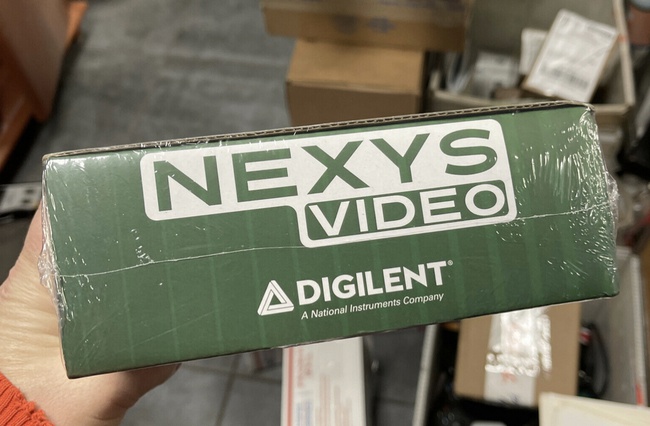 NEXYS
VIDEO
DIGILENT®
A National Instruments Company